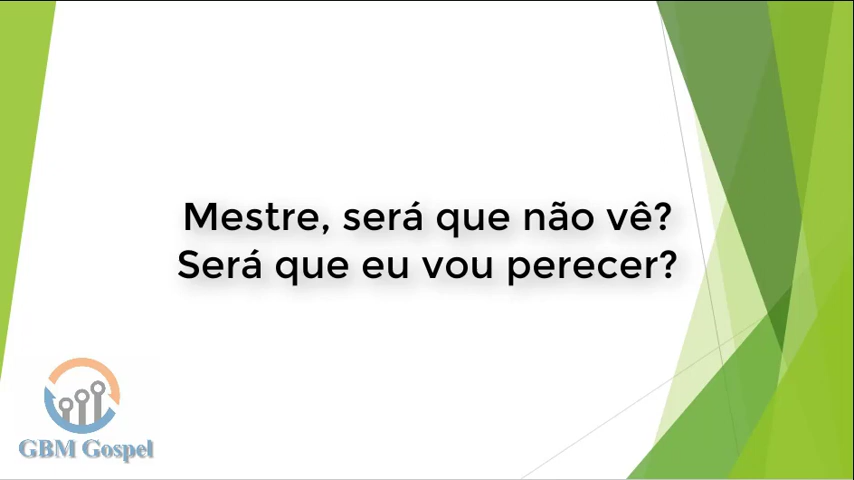 Mestre, será que não vê?
Será que eu vou perecer?
GBM Gospel